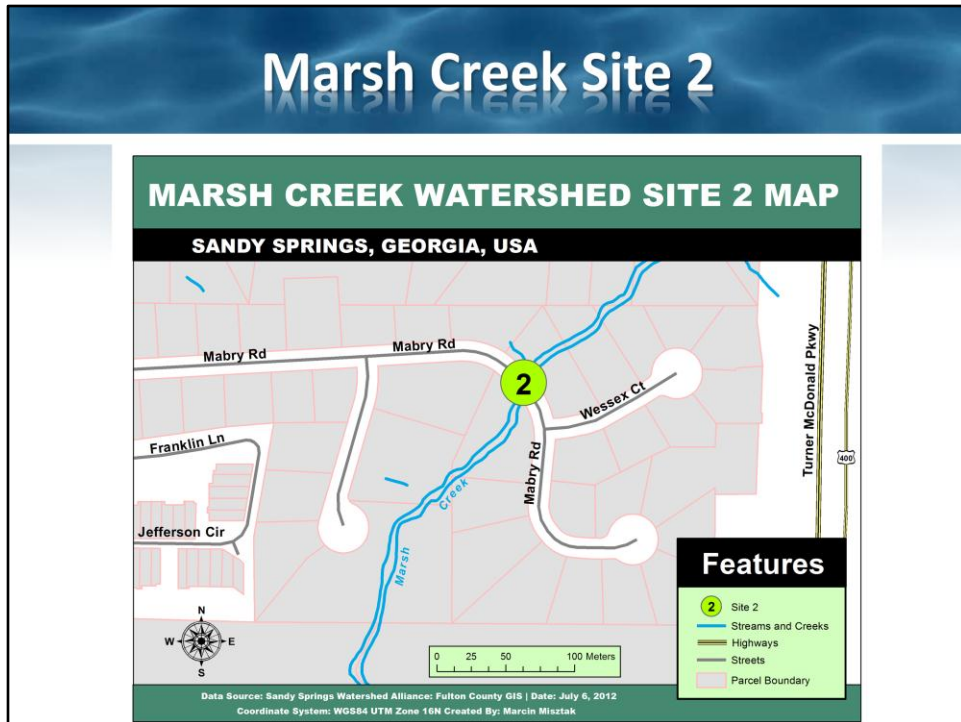 Marsh Creek Site 2
MARSH CREEK WATERSHED SITE 2 MAP
SANDY SPRINGS, GEORGIA, USA
Mabry Rd
Mabry Rd
2
Wessex Ct
Mabry Rd
Turner McDonald Pkwy
400
Franklin Ln
Jefferson Cir
Marsh Creek
N
W E
S
0 25 50 100 Meters
Features
2 Site 2
Streams and Creeks
Highways
Streets
Parcel Boundary
Data Source: Sandy Springs Watershed Alliance: Fulton County GIS | Date: July 6, 2012
Coordinate System: WGS84 UTM Zone 16N Created By: Marcin Misztak